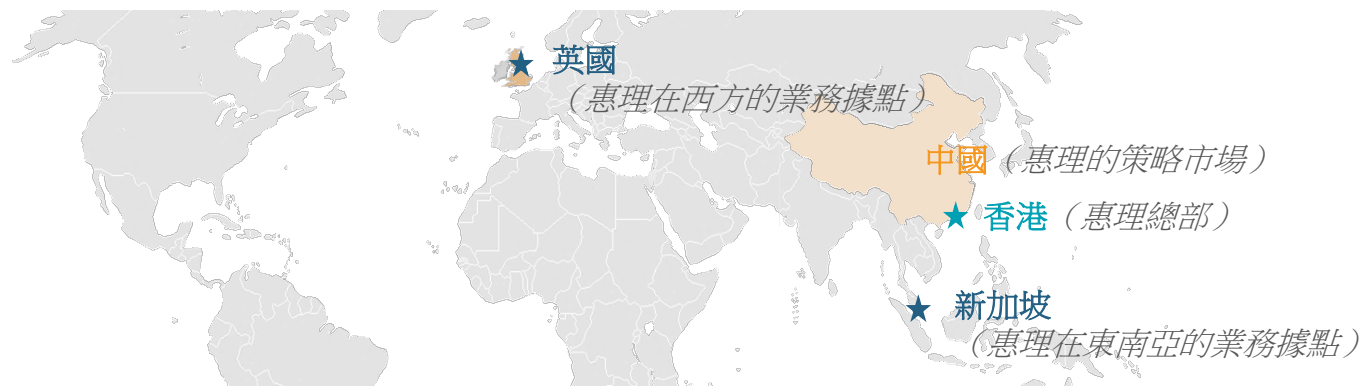 英國
（惠理在西方的業務據點）
中國（惠理的策略市場）
香港（惠理總部）
新加坡
（惠理在東南亞的業務據點）